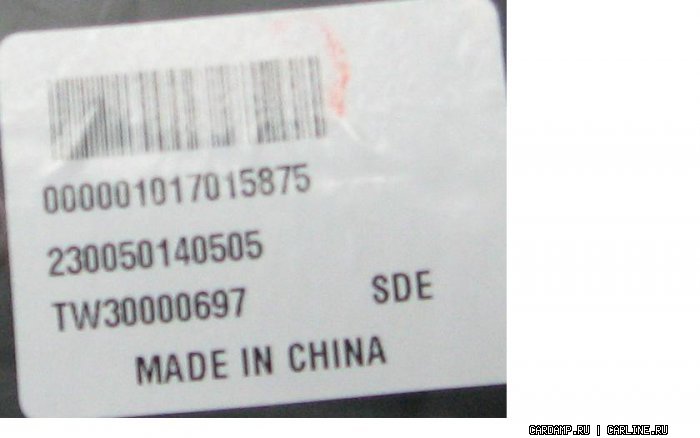 000001017015875
230050140505
TW30000697 SDE
MADE IN CHINA
CARDAMP.RU | CARLINE.RU